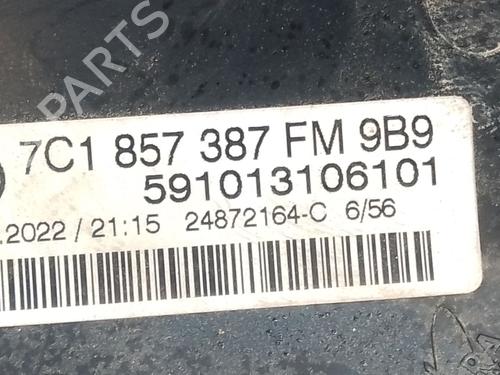 PARTS
7C1 857 387 FM 9B9
591013106101
.2022 / 21:15 24872164-C 6/56